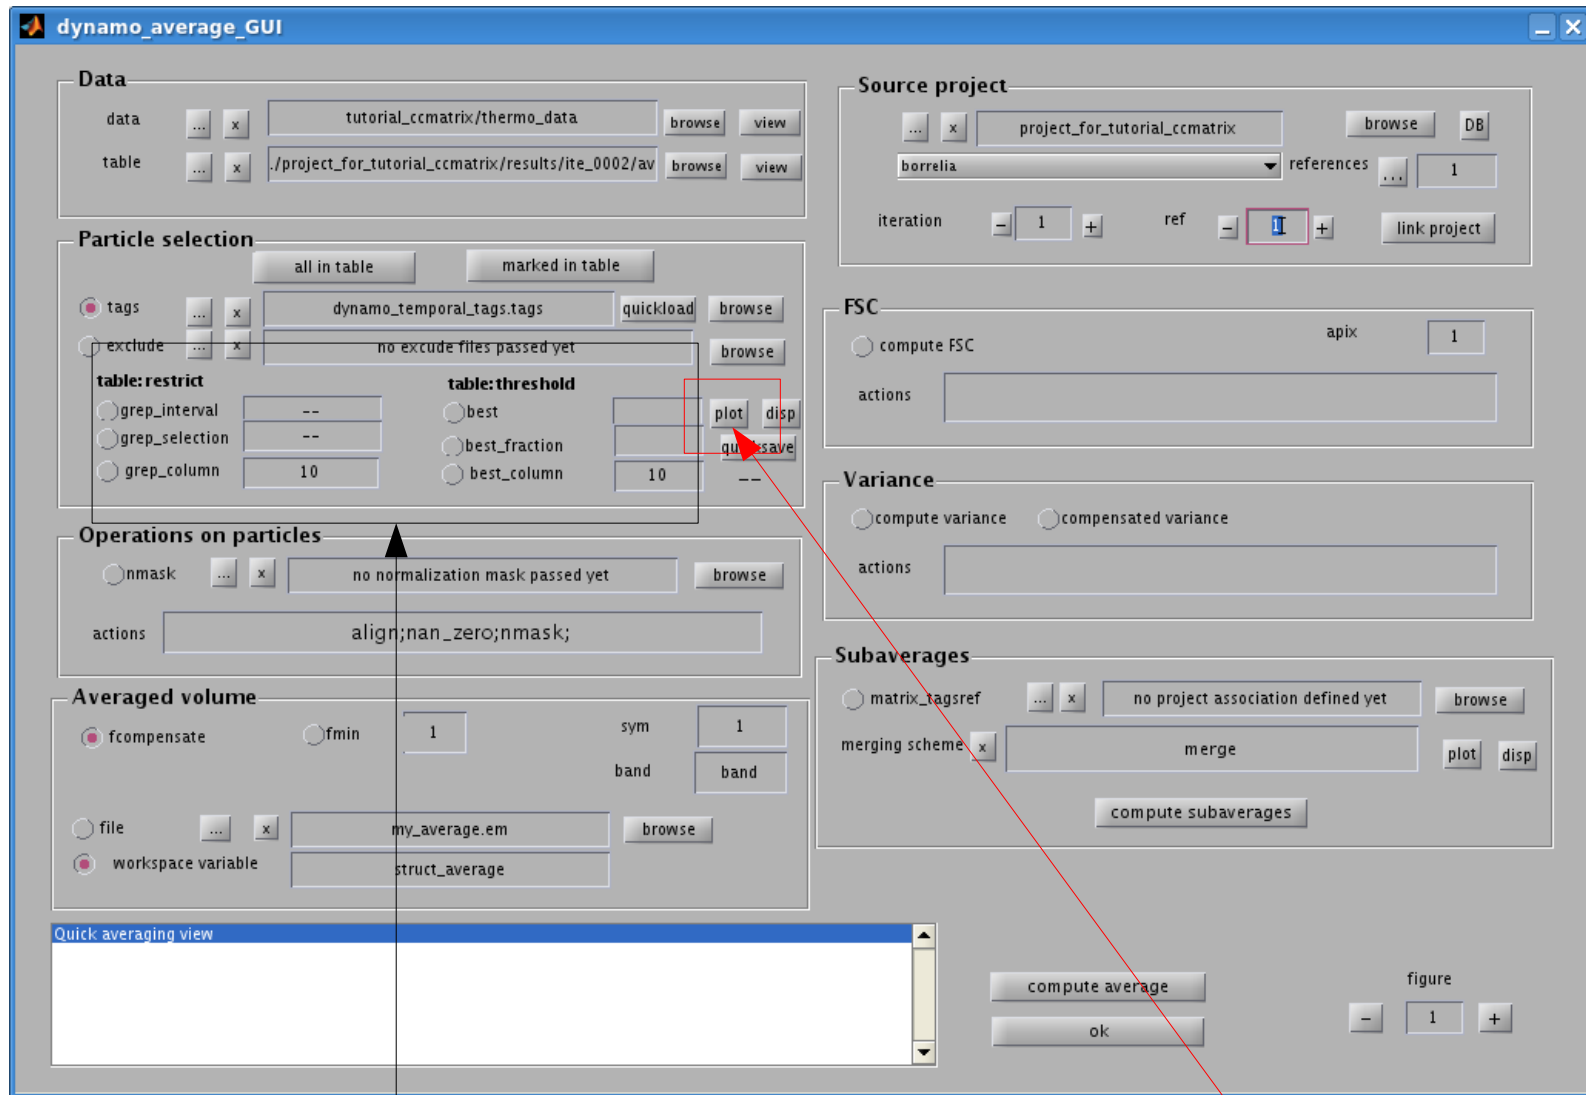 dynamo_average_GUI
Data
data ... x tutorial_ccmatrix/thermo_data browse view
table ... x ./project_for_tutorial_ccmatrix/results/ite_0002/av browse view
Particle selection
all in table marked in table
tags ... x dynamo_temporal_tags.tags quickload browse
exclude ... x no excude files passed yet browse
table:restrict table:threshold
grep_interval -- best plot disp
grep_selection -- best_fraction quicksave
grep_column 10 best_column 10 --
Operations on particles
nmask ... x no normalization mask passed yet browse
actions align;nan_zero;nmask;
Averaged volume
fcompensate fmin 1 sym 1
band band
file ... x my_average.em browse
workspace variable struct_average
Quick averaging view
Source project
... x project_for_tutorial_ccmatrix browse DB
borrelia references ... 1
iteration - 1 + ref - 1 + link project
FSC
compute FSC apix 1
actions
Variance
compute variance compensated variance
actions
Subaverages
matrix_tagsref ... x no project association defined yet browse
merging scheme x merge plot disp
compute subaverages
compute average
ok
figure
- 1 +